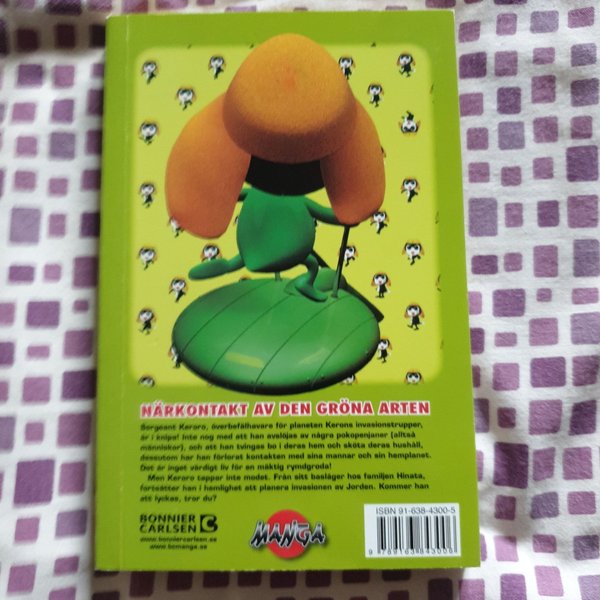 NÄRKONTAKT AV DEN GRÖNA ARTEN
Sergeant Keroro, överbefälhavare för planeten Kerons invasionstrupper,
är i knipa! Inte nog med att han avslöjas av några pokopenjaner (alltså
människor), och att han tvingas bo i deras hem och sköta deras hushåll,
dessutom har han förlorat kontakten med sina mannar och sin hemplanet.
Det är inget värdigt liv för en mäktig rymdgroda!
Men Keroro tappar inte modet. Från sitt basläger hos familjen Hinata,
fortsätter han i hemlighet att planera invasionen av Jorden. Kommer han
att lyckas, tror du?
BONNIER
CARLSEN
www.bonniercarlsen.se
www.bcmanga.se
MANGA
ISBN 91-638-4300-5
9 789163 843006